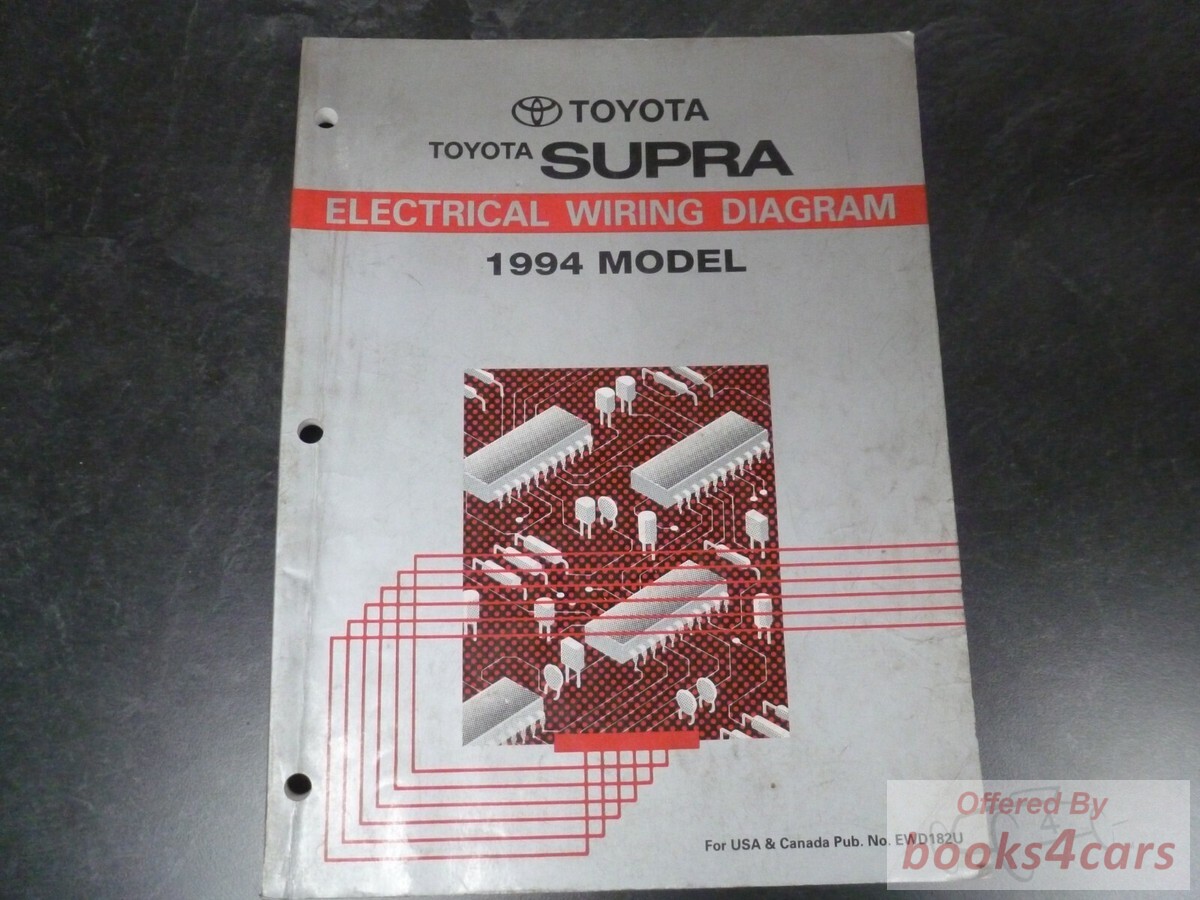 TOYOTA
TOYOTA SUPRA
ELECTRICAL WIRING DIAGRAM
1994 MODEL
For USA & Canada Pub. No. EWD182U
Offered By
books4cars